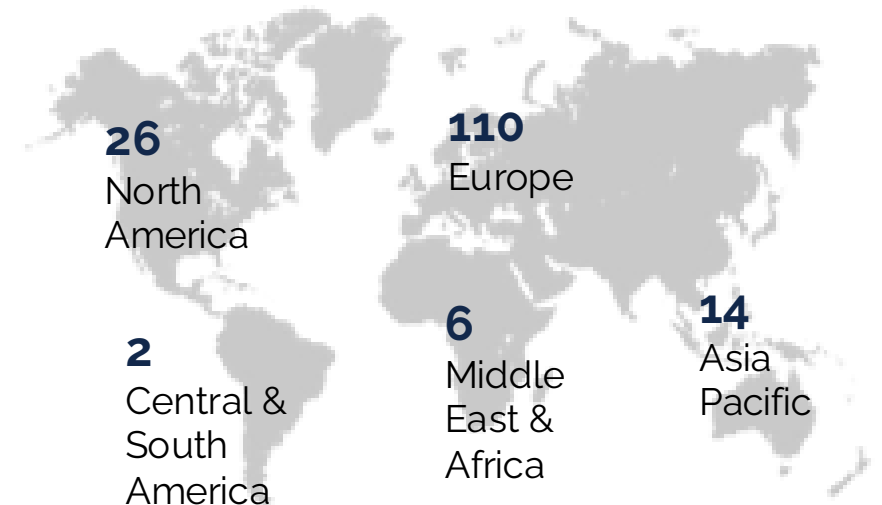 26
North
America
110
Europe
2
Central &
South
America
6
Middle
East &
Africa
14
Asia
Pacific